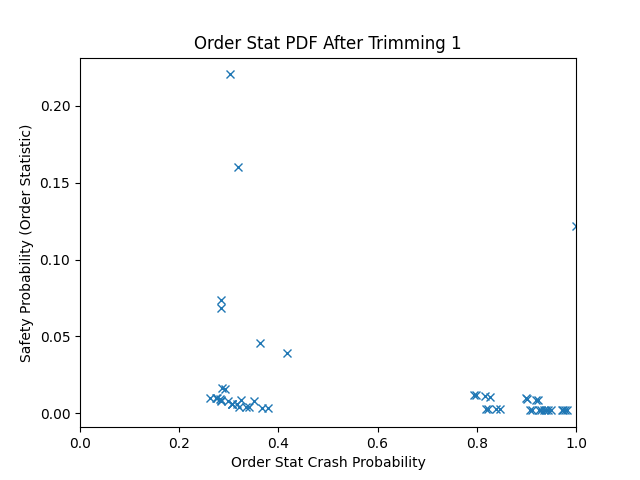 Order Stat PDF After Trimming 1
Safety Probability (Order Statistic)
0.20
0.15
0.10
0.05
0.00
0.0 0.2 0.4 0.6 0.8 1.0
Order Stat Crash Probability